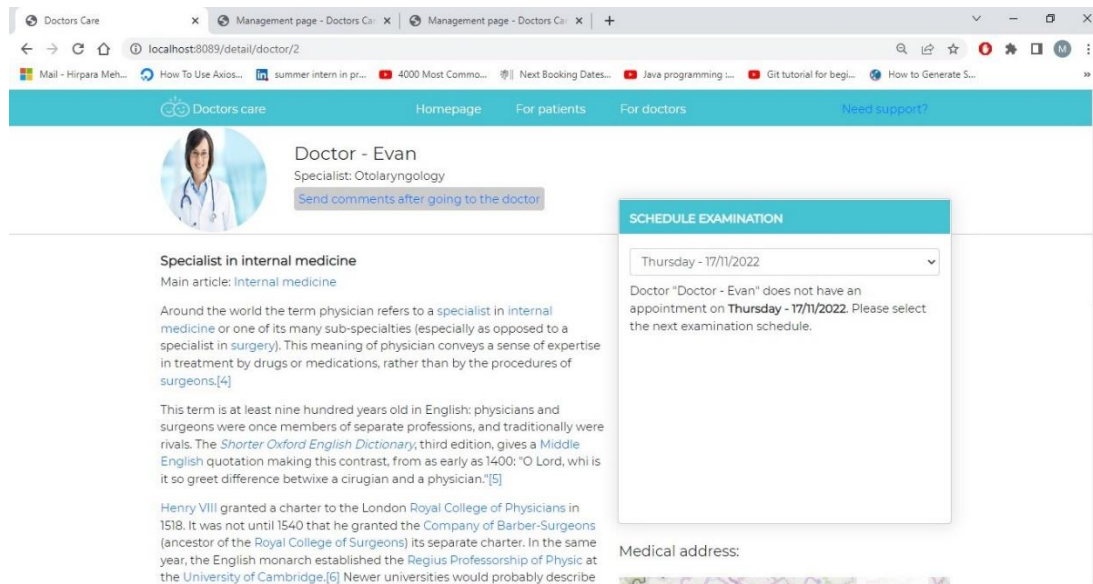 Doctors Care
Management page - Doctors Car
Management page - Doctors Car
localhost:8089/detail/doctor/2
Mail - Hirpara Meh...
How To Use Axios...
summer intern in pr...
4000 Most Commo...
Next Booking Dates...
Java programming :...
Git tutorial for begi...
How to Generate S...
Doctors care
Homepage
For patients
For doctors
Need support?
Doctor - Evan
Specialist: Otolaryngology
Send comments after going to the doctor
Specialist in internal medicine
Main article: Internal medicine
Around the world the term physician refers to a specialist in internal
medicine or one of its many sub-specialties (especially as opposed to a
specialist in surgery). This meaning of physician conveys a sense of expertise
in treatment by drugs or medications, rather than by the procedures of
surgeons.[4]
This term is at least nine hundred years old in English: physicians and
surgeons were once members of separate professions, and traditionally were
rivals. The Shorter Oxford English Dictionary, third edition, gives a Middle
English quotation making this contrast, from as early as 1400: "O Lord, whi is
it so greet difference betwixe a cirugian and a physician."[5]
Henry VIII granted a charter to the London Royal College of Physicians in
1518. It was not until 1540 that he granted the Company of Barber-Surgeons
(ancestor of the Royal College of Surgeons) its separate charter. In the same
year, the English monarch established the Regius Professorship of Physic at
the University of Cambridge.[6] Newer universities would probably describe
SCHEDULE EXAMINATION
Thursday - 17/11/2022
Doctor "Doctor - Evan" does not have an
appointment on Thursday - 17/11/2022. Please select
the next examination schedule.
Medical address: